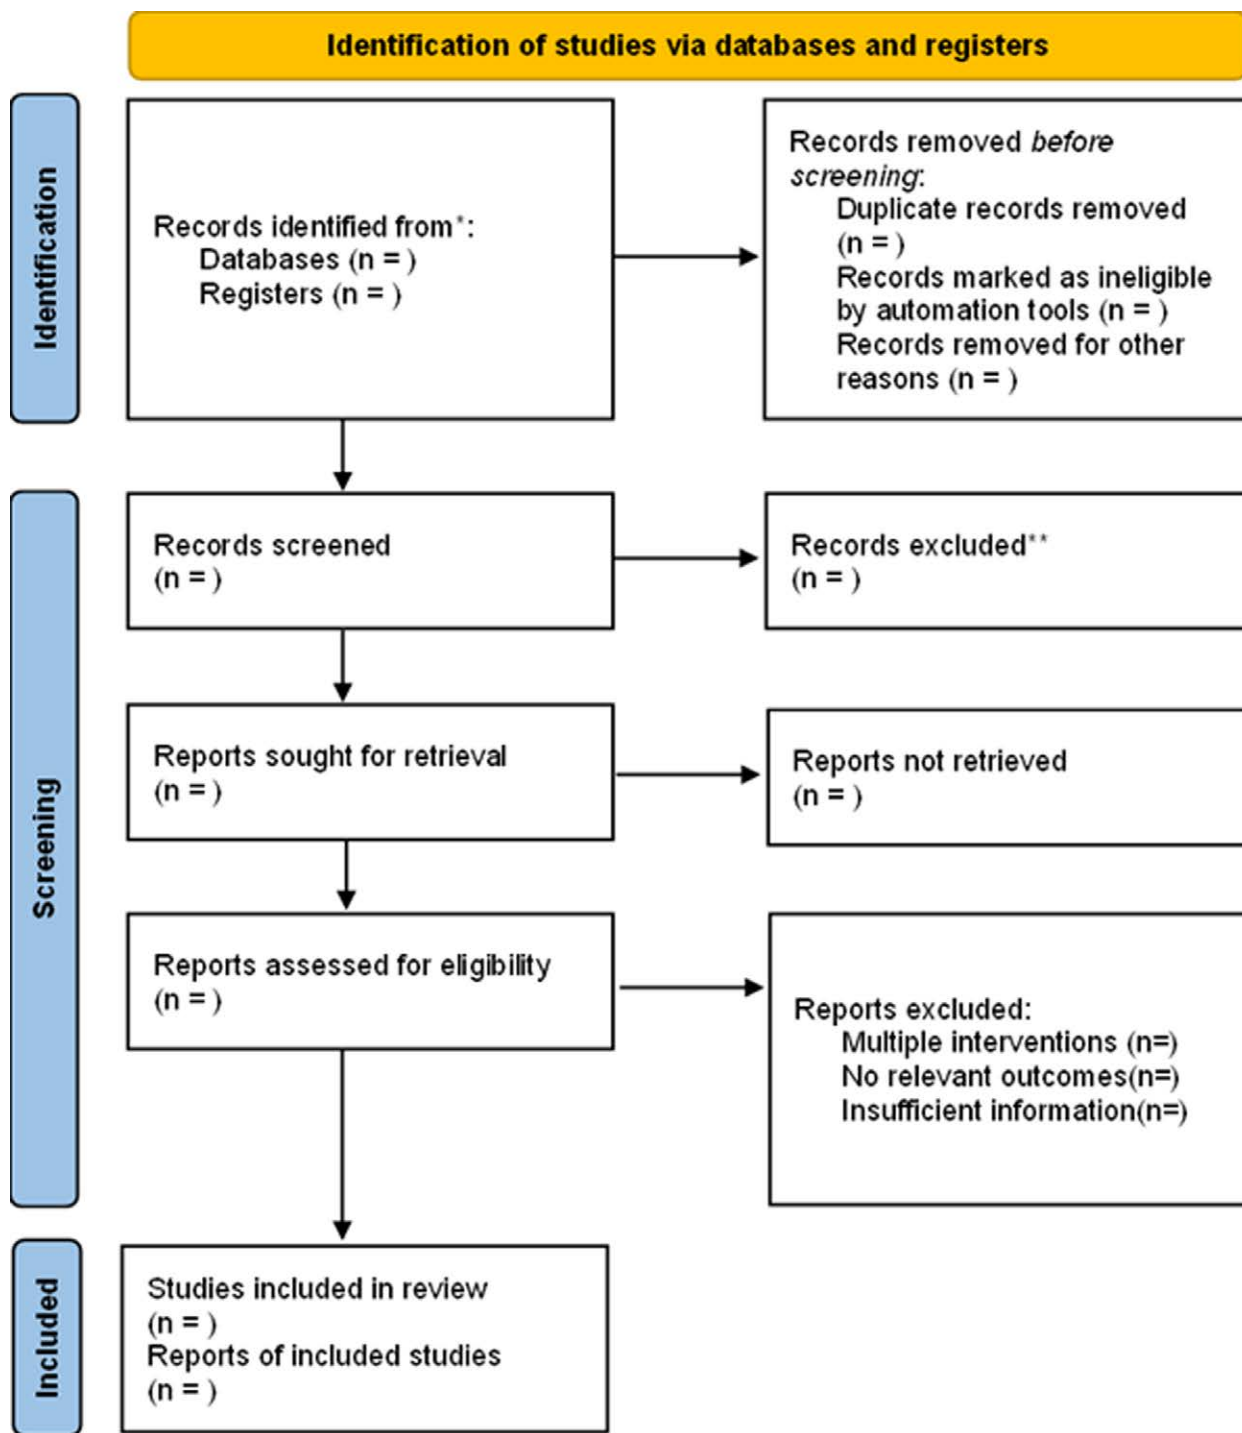 Identification of studies via databases and registers
Identification
Records identified from*:
Databases (n = )
Registers (n = )
Records removed before
screening:
Duplicate records removed
(n = )
Records marked as ineligible
by automation tools (n = )
Records removed for other
reasons (n = )
Screening
Records screened
(n = )
Records excluded**
(n = )
Reports sought for retrieval
(n = )
Reports not retrieved
(n = )
Reports assessed for eligibility
(n = )
Reports excluded:
Multiple interventions (n=)
No relevant outcomes(n=)
Insufficient information(n=)
Included
Studies included in review
(n = )
Reports of included studies
(n = )